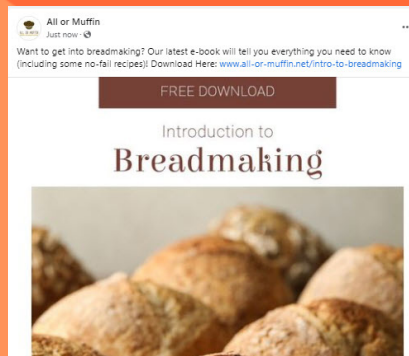 All or Muffin
Just now ·
Want to get into breadmaking? Our latest e-book will tell you everything you need to know
(including some no-fail recipes)! Download Here: www.all-or-muffin.net/intro-to-breadmaking
FREE DOWNLOAD
Introduction to
Breadmaking